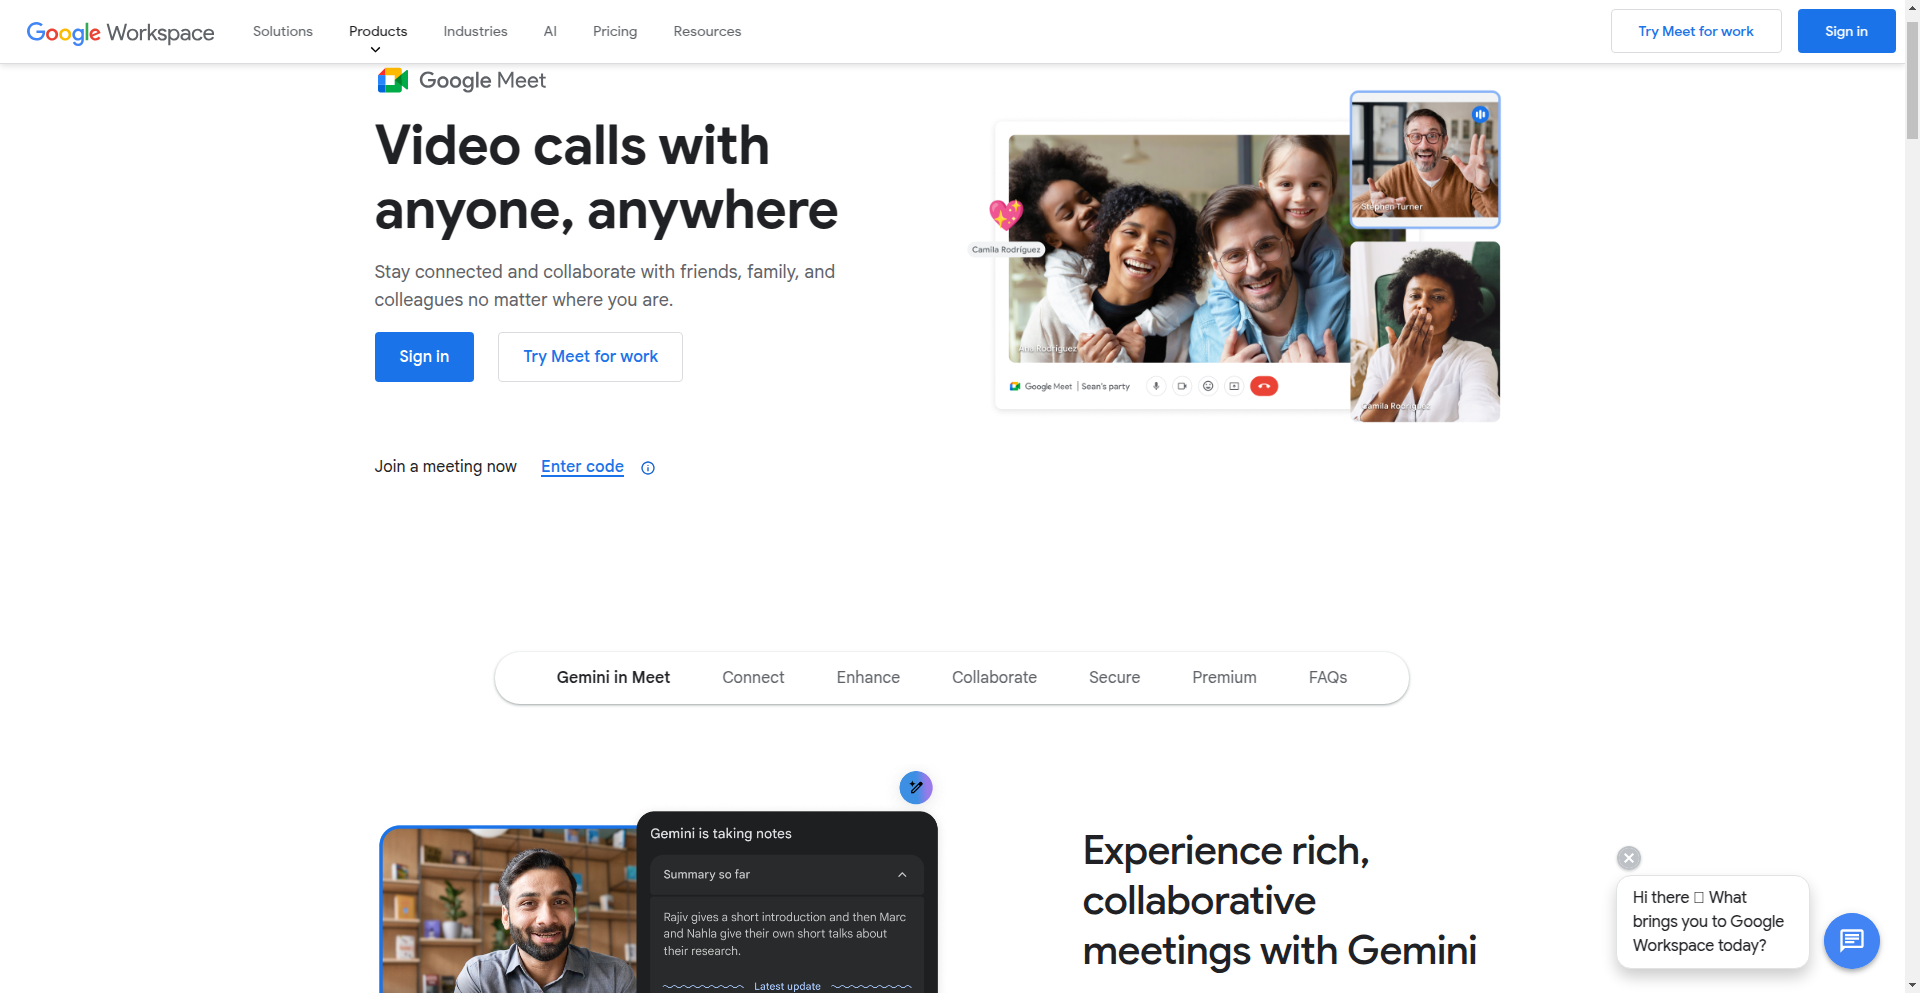 Google Workspace
Solutions
Products
Industries
AI
Pricing
Resources
Try Meet for work
Sign in
Google Meet
Video calls with
anyone, anywhere
Stay connected and collaborate with friends, family, and
colleagues no matter where you are.
Sign in
Try Meet for work
Join a meeting now
Enter code
Stephen Turner
Camila Rodriguez
Ana Rodriguez
Google Meet | Sean's party
Camila Rodriguez
Gemini in Meet
Connect
Enhance
Collaborate
Secure
Premium
FAQs
Gemini is taking notes
Summary so far
Rajiv gives a short introduction and then Marc
and Nahla give their own short talks about
their research.
Latest update
Experience rich,
collaborative
meetings with Gemini
Hi there What
brings you to Google
Workspace today?